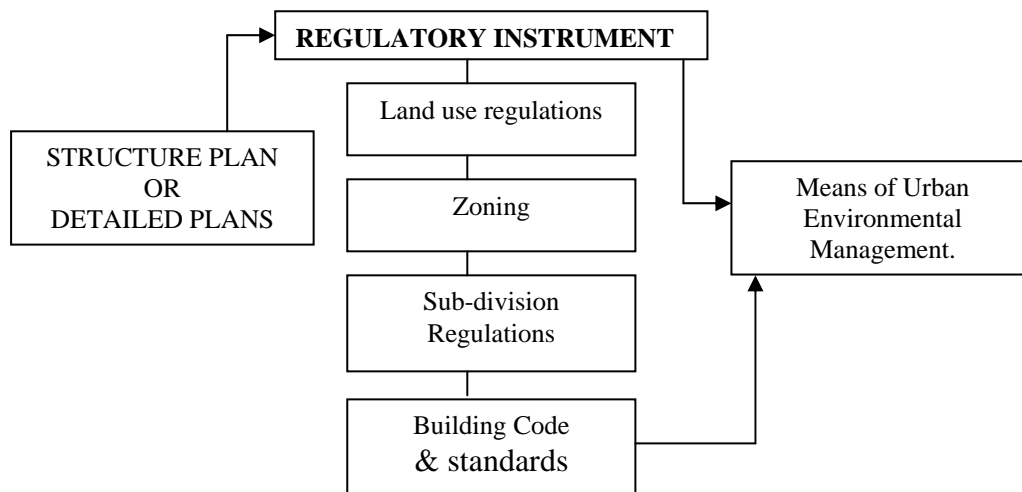 REGULATORY INSTRUMENT
Land use regulations
STRUCTURE PLAN
OR
DETAILED PLANS
Zoning
Means of Urban
Environmental
Management.
Sub-division
Regulations
Building Code
& standards